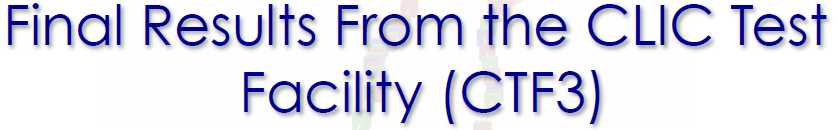 Final Results From the CLIC Test
Facility (CTF3)